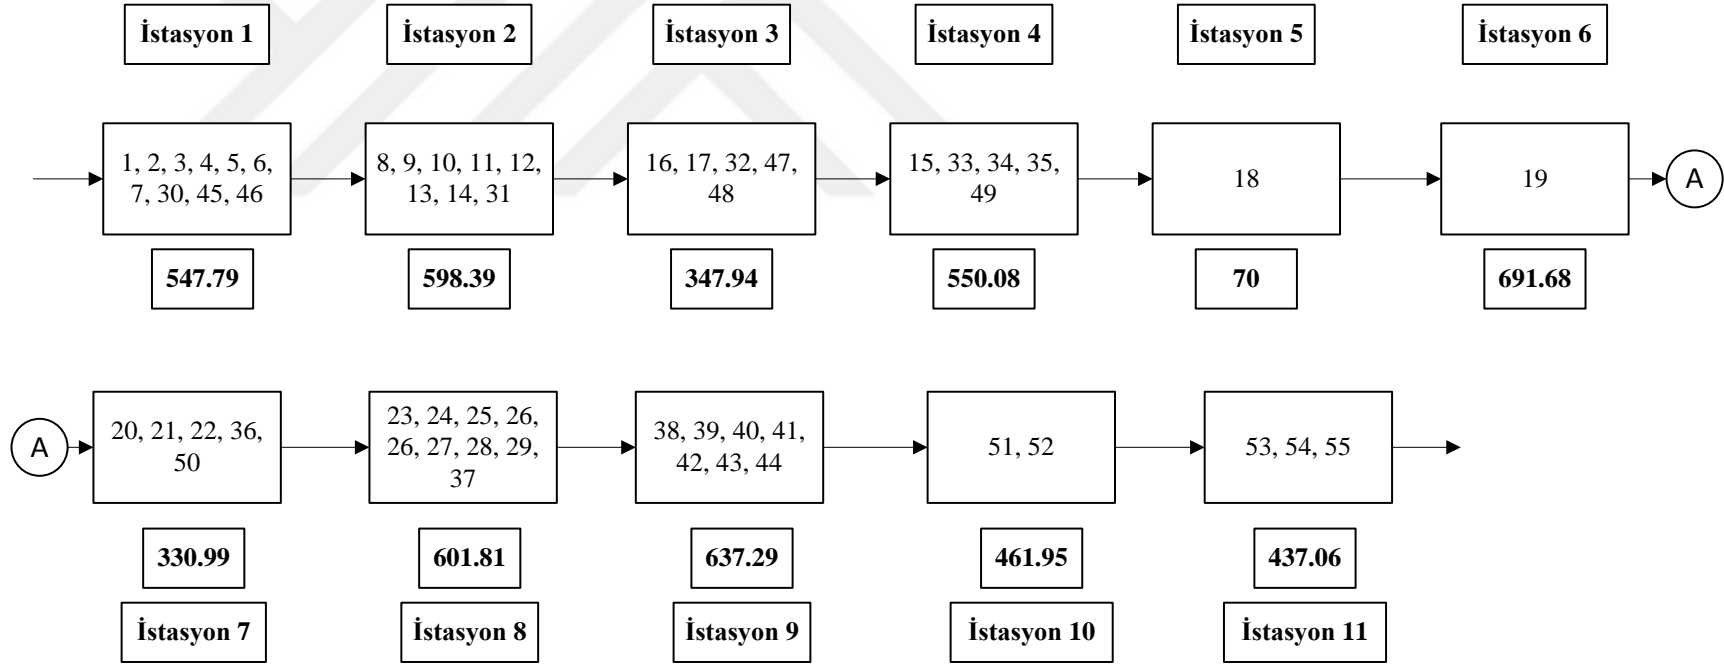 İstasyon 1
İstasyon 2
İstasyon 3
İstasyon 4
İstasyon 5
İstasyon 6
1, 2, 3, 4, 5, 6,
7, 30, 45, 46
8, 9, 10, 11, 12,
13, 14, 31
16, 17, 32, 47,
48
15, 33, 34, 35,
49
18
19
A
547.79
598.39
347.94
550.08
70
691.68
A
20, 21, 22, 36,
50
23, 24, 25, 26,
26, 27, 28, 29,
37
38, 39, 40, 41,
42, 43, 44
51, 52
53, 54, 55
330.99
601.81
637.29
461.95
437.06
İstasyon 7
İstasyon 8
İstasyon 9
İstasyon 10
İstasyon 11